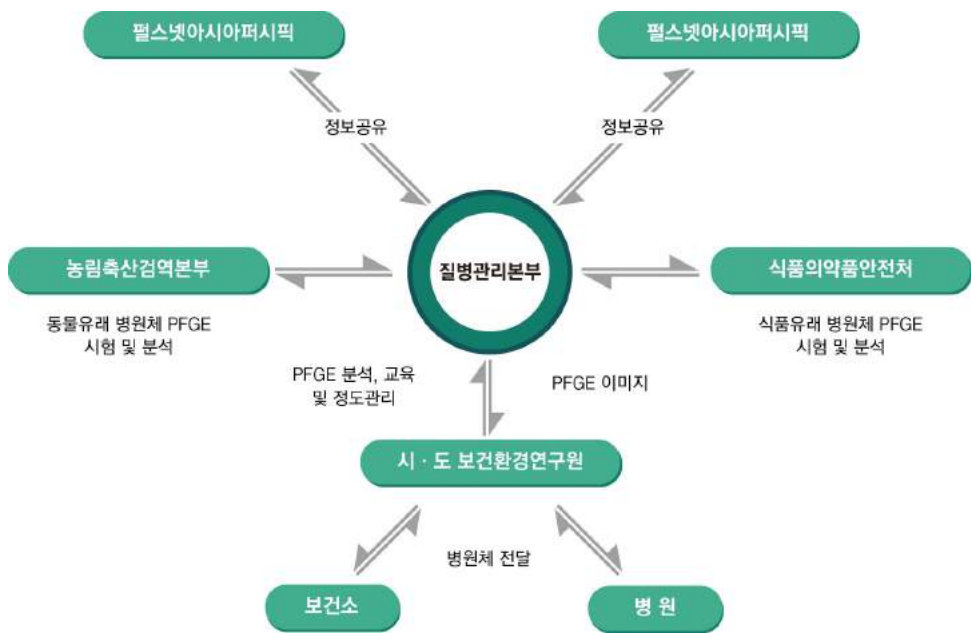 펄스넷아시아퍼시픽
펄스넷아시아퍼시픽
정보공유
정보공유
농림축산검역본부
질병관리본부
식품의약품안전처
동물유래 병원체 PFGE
시험 및 분석
식품유래 병원체 PFGE
시험 및 분석
PFGE 분석, 교육
및 정도관리
PFGE 이미지
시 · 도 보건환경연구원
병원체 전달
보건소
병 원